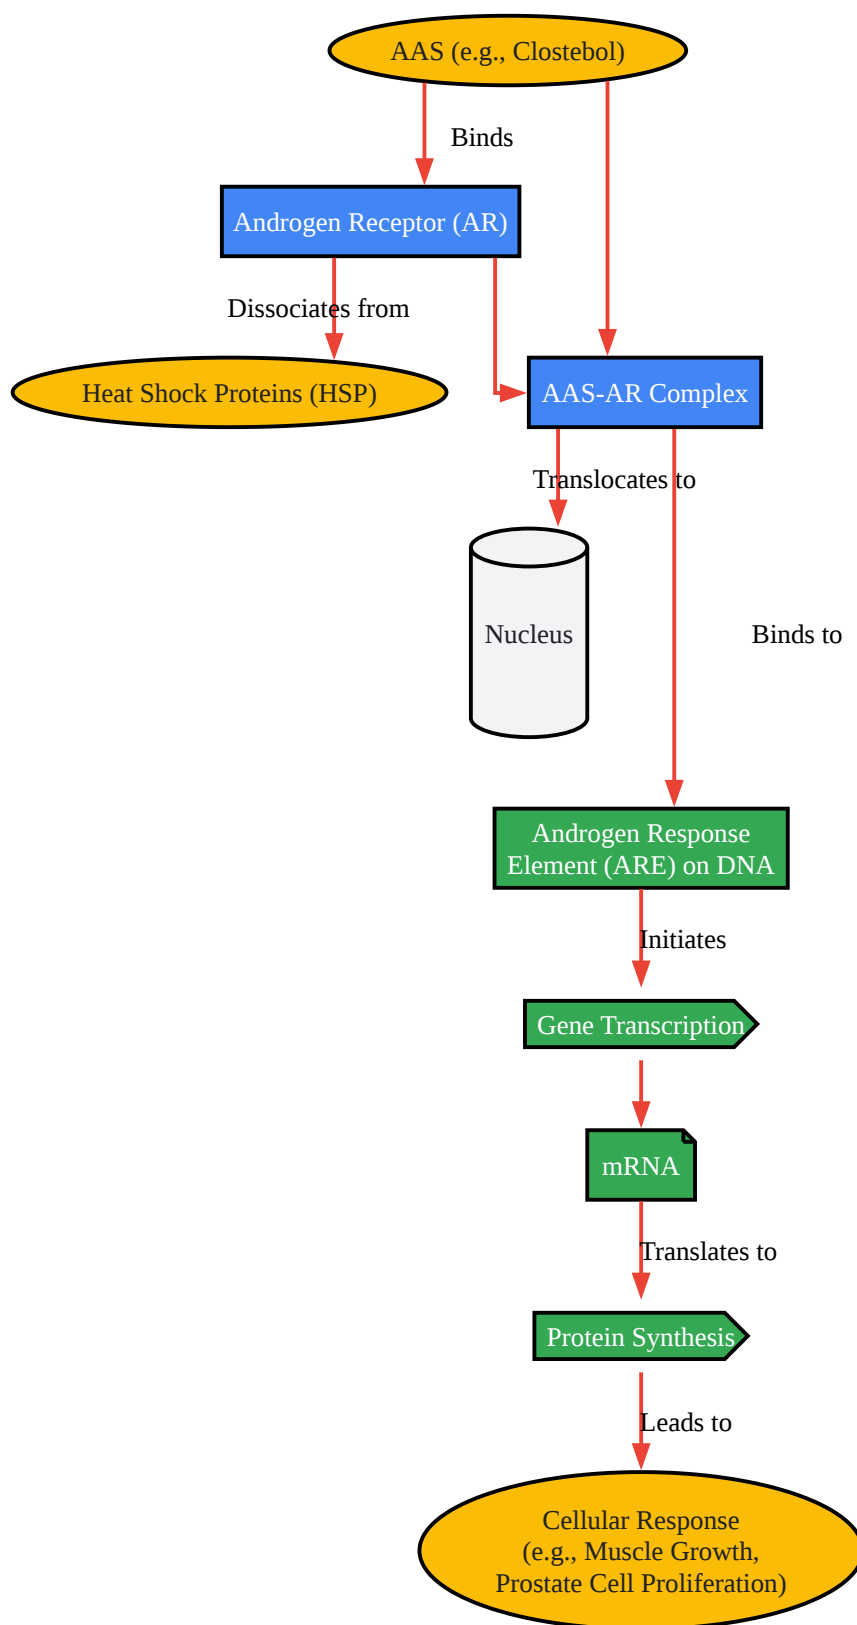 AAS (e.g., Clostebol)
Binds
Androgen Receptor (AR)
Dissociates from
Heat Shock Proteins (HSP)
AAS-AR Complex
Translocates to
Nucleus
Binds to
Androgen Response
Element (ARE) on DNA
Initiates
Gene Transcription
mRNA
Translates to
Protein Synthesis
Leads to
Cellular Response
(e.g., Muscle Growth,
Prostate Cell Proliferation)